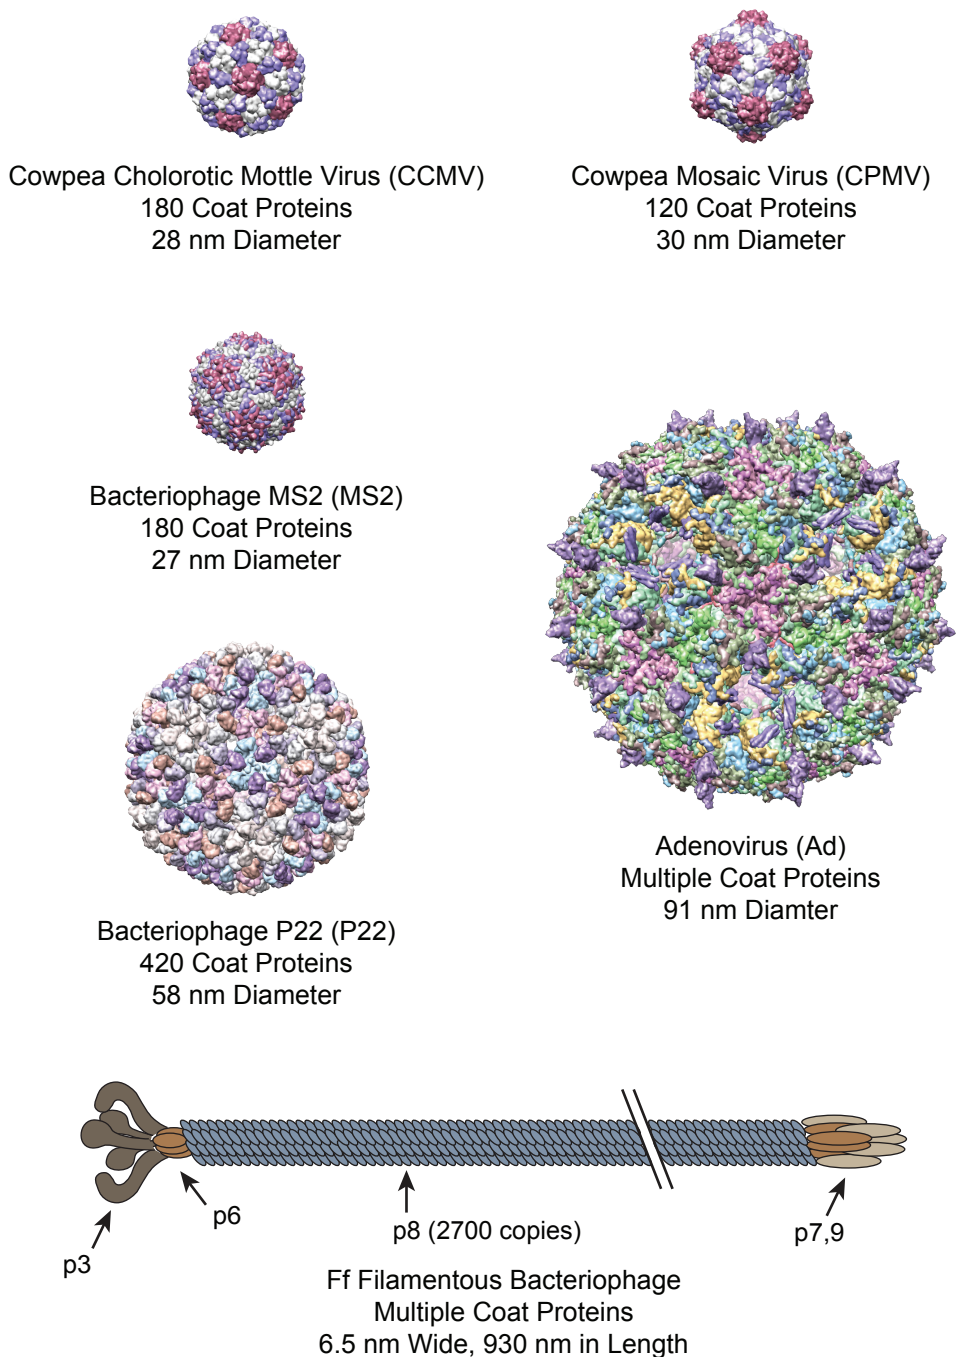 Cowpea Cholorotic Mottle Virus (CCMV)
180 Coat Proteins
28 nm Diameter
Cowpea Mosaic Virus (CPMV)
120 Coat Proteins
30 nm Diameter
Bacteriophage MS2 (MS2)
180 Coat Proteins
27 nm Diameter
Adenovirus (Ad)
Multiple Coat Proteins
91 nm Diamter
Bacteriophage P22 (P22)
420 Coat Proteins
58 nm Diameter
p3
p6
p8 (2700 copies)
p7,9
Ff Filamentous Bacteriophage
Multiple Coat Proteins
6.5 nm Wide, 930 nm in Length